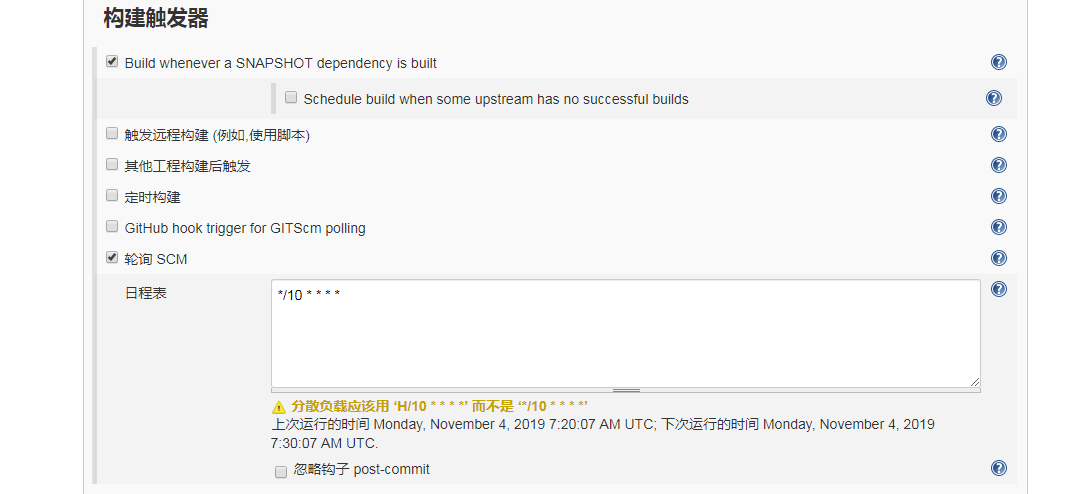 构建触发器
Build whenever a SNAPSHOT dependency is built
Schedule build when some upstream has no successful builds
触发远程构建 (例如,使用脚本)
其他工程构建后触发
定时构建
GitHub hook trigger for GITScm polling
轮询 SCM
日程表
*/10 * * * *
分散负载应该用 ‘H/10 * * * *’ 而不是 ‘*/10 * * * *’
上次运行的时间 Monday, November 4, 2019 7:20:07 AM UTC; 下次运行的时间 Monday, November 4, 2019
7:30:07 AM UTC.
忽略钩子 post-commit